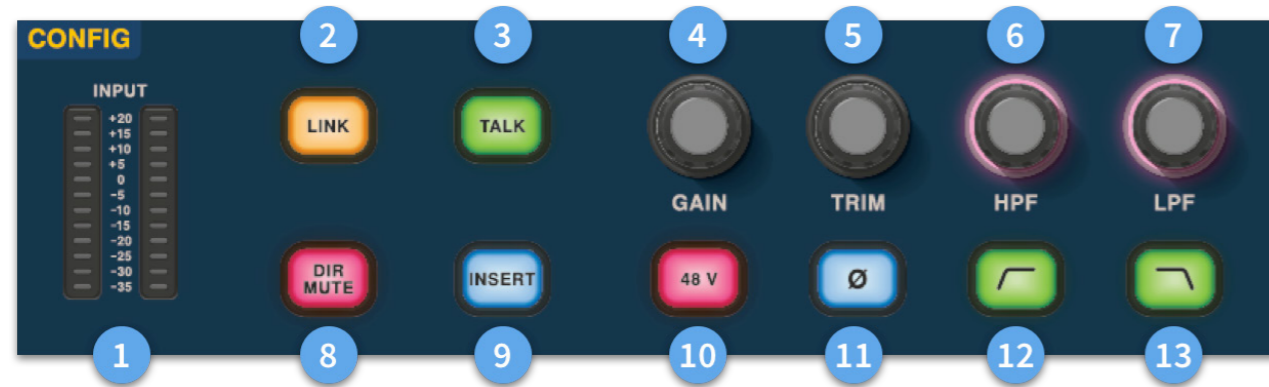 CONFIG
2
3
4
5
6
7
INPUT
+20
+15
+10
+5
0
-5
-10
-15
-20
-25
-30
-35
LINK
TALK
GAIN
TRIM
HPF
LPF
DIR
MUTE
INSERT
48 V
Ø
1
8
9
10
11
12
13